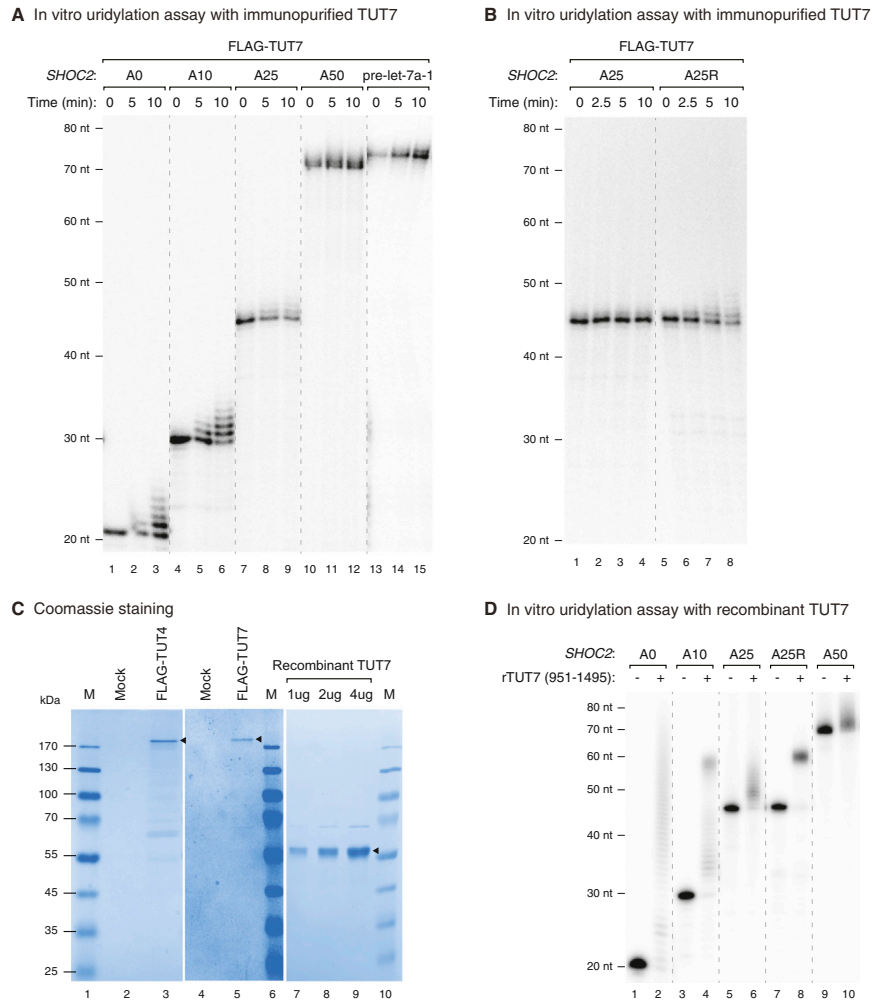 A In vitro uridylation assay with immunopurified TUT7
FLAG-TUT7
SHOC2: A0 A10 A25 A50 pre-let-7a-1
Time (min): 0 5 10 0 5 10 0 5 10 0 5 10 0 5 10
80 nt
70 nt
60 nt
50 nt
40 nt
30 nt
20 nt
1 2 3 4 5 6 7 8 9 10 11 12 13 14 15
B In vitro uridylation assay with immunopurified TUT7
FLAG-TUT7
SHOC2: A25 A25R
Time (min): 0 2.5 5 10 0 2.5 5 10
80 nt
70 nt
60 nt
50 nt
40 nt
30 nt
20 nt
1 2 3 4 5 6 7 8
C Coomassie staining
kDa M Mock FLAG-TUT4 Mock FLAG-TUT7 M Recombinant TUT7
1ug 2ug 4ug M
170
130
100
70
55
45
35
25
1 2 3 4 5 6 7 8 9 10
D In vitro uridylation assay with recombinant TUT7
SHOC2: A0 A10 A25 A25R A50
rTUT7 (951-1495): - + - + - + - + - +
80 nt
70 nt
60 nt
50 nt
40 nt
30 nt
20 nt
1 2 3 4 5 6 7 8 9 10